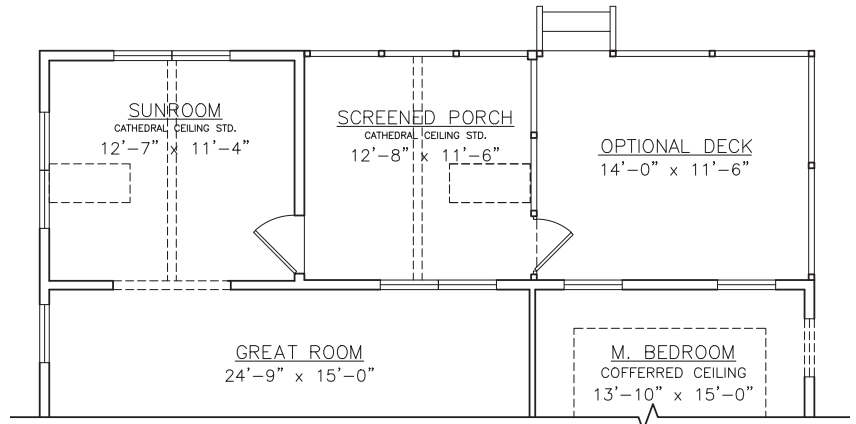 SUNROOM
CATHEDRAL CEILING STD.
12'-7" x 11'-4"
SCREENED PORCH
CATHEDRAL CEILING STD.
12'-8" x 11'-6"
OPTIONAL DECK
14'-0" x 11'-6"
GREAT ROOM
24'-9" x 15'-0"
M. BEDROOM
COFFERRED CEILING
13'-10" x 15'-0"